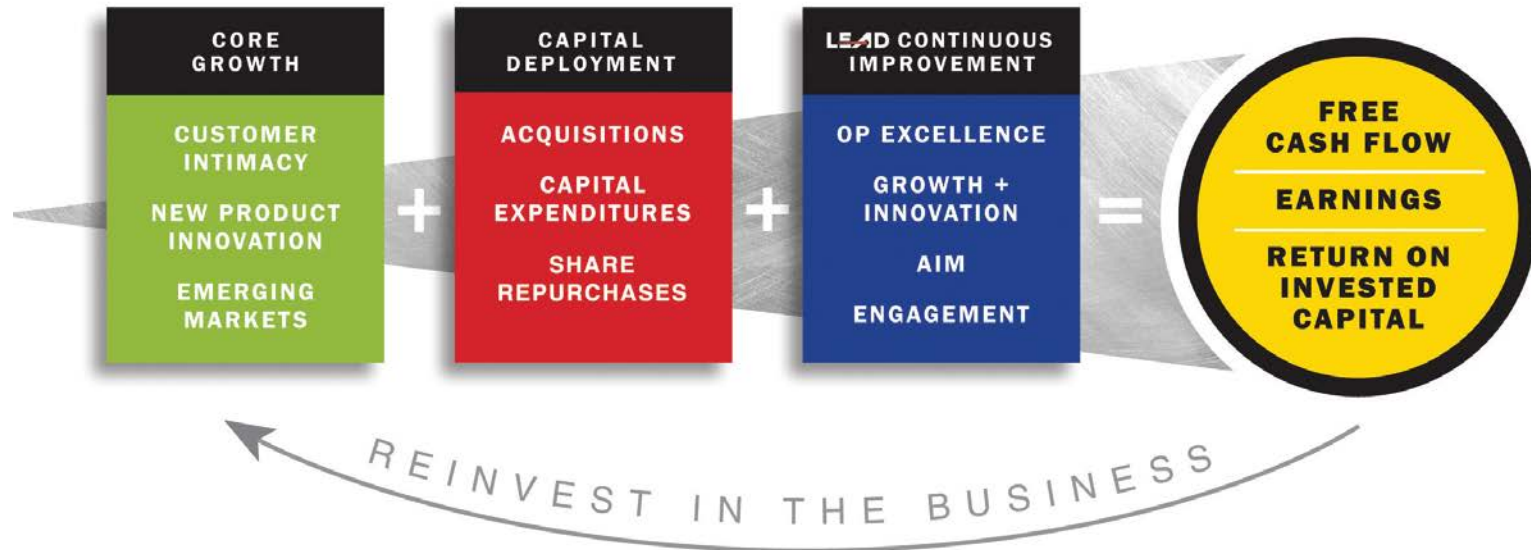 CORE
GROWTH
CUSTOMER
INTIMACY
NEW PRODUCT
INNOVATION
EMERGING
MARKETS
+
CAPITAL
DEPLOYMENT
ACQUISITIONS
CAPITAL
EXPENDITURES
SHARE
REPURCHASES
+
LEAD CONTINUOUS
IMPROVEMENT
OP EXCELLENCE
GROWTH +
INNOVATION
AIM
ENGAGEMENT
=
FREE
CASH FLOW
EARNINGS
RETURN ON
INVESTED
CAPITAL
REINVEST IN THE BUSINESS